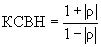 КСВН = (1 + |ρ|) / (1 − |ρ|)